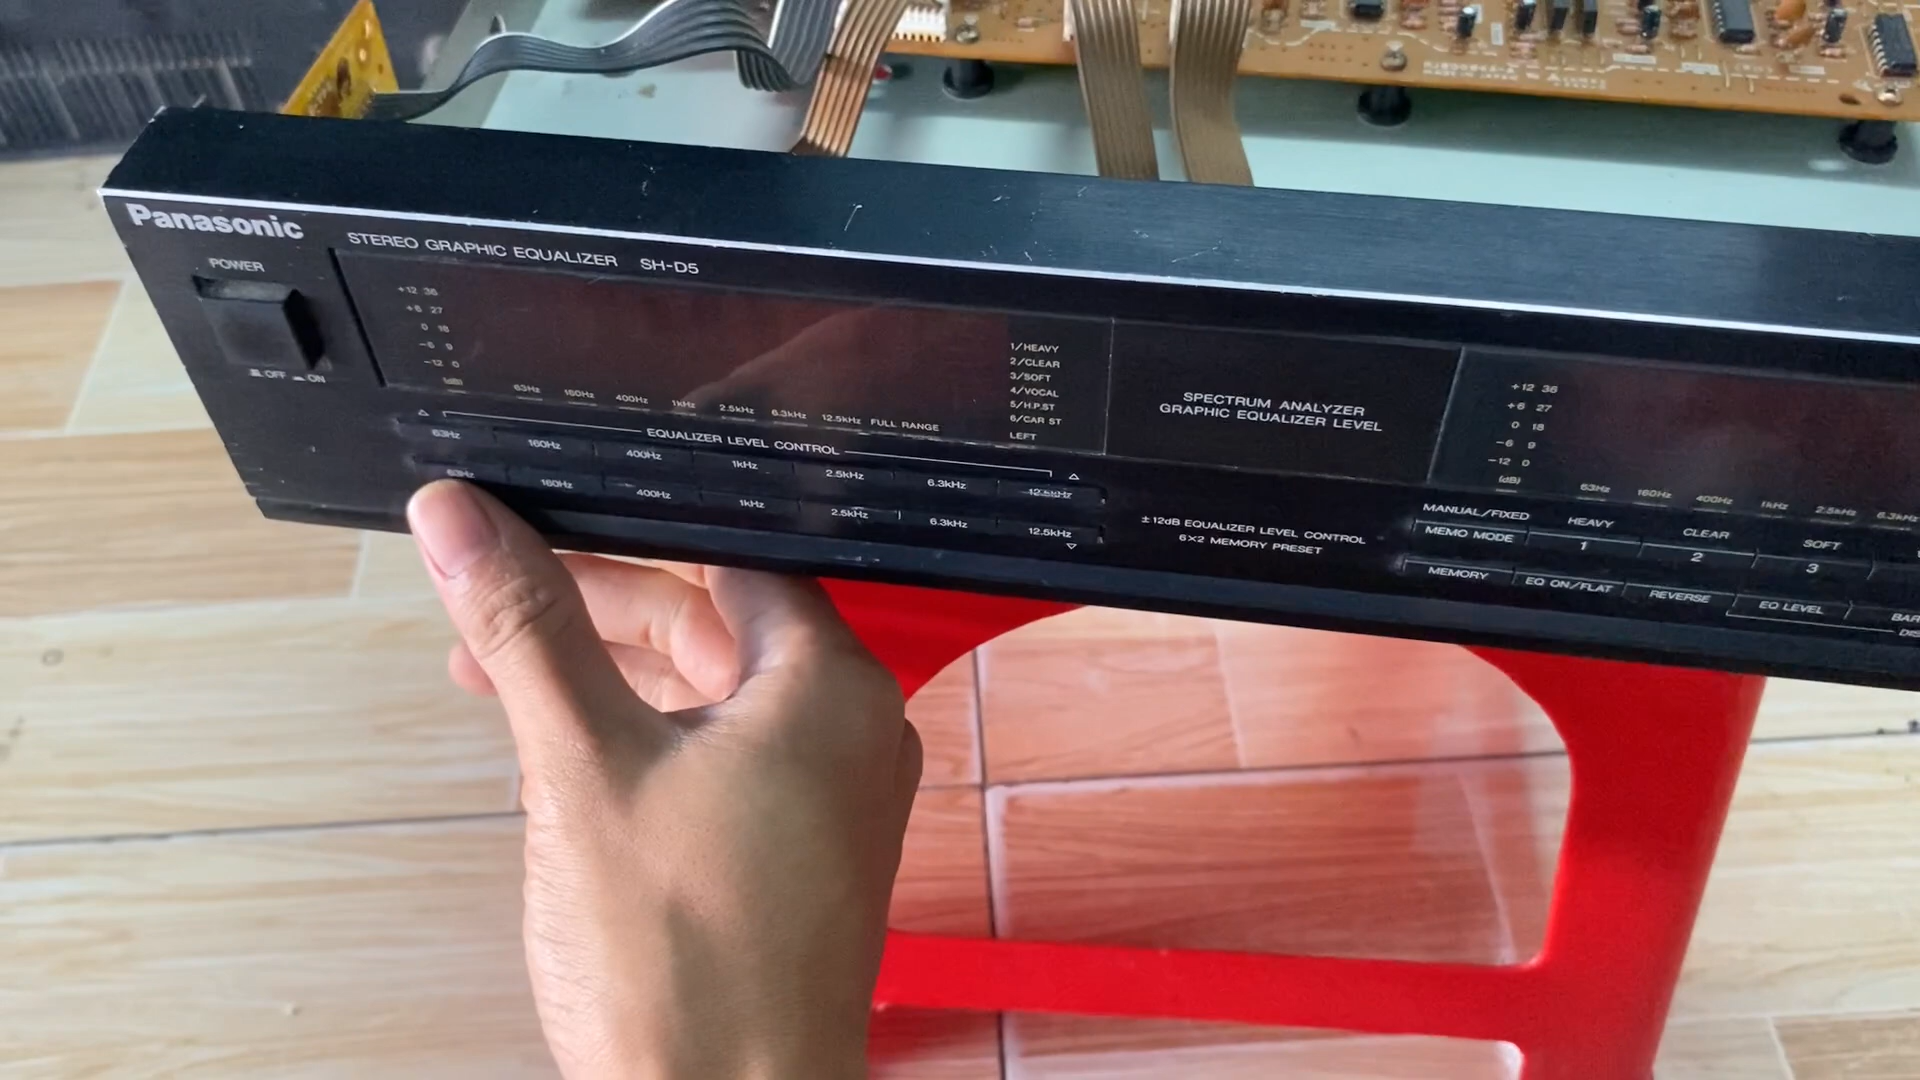 MADE IN JAPAN
Panasonic
STEREO GRAPHIC EQUALIZER SH-D5
POWER
OFF ON
+12 36
+6 27
0 18
-6 9
-12 0
(dB)
63Hz 160Hz 400Hz 1kHz 2.5kHz 6.3kHz 12.5kHz FULL RANGE
1/HEAVY
2/CLEAR
3/SOFT
4/VOCAL
5/H.P.ST
6/CAR ST
LEFT
SPECTRUM ANALYZER
GRAPHIC EQUALIZER LEVEL
+12 36
+6 27
0 18
-6 9
-12 0
(dB)
63Hz 160Hz 400Hz 1kHz 2.5kHz 6.3kHz
EQUALIZER LEVEL CONTROL
63Hz 160Hz 400Hz 1kHz 2.5kHz 6.3kHz 12.5kHz
63Hz 160Hz 400Hz 1kHz 2.5kHz 6.3kHz 12.5kHz
±12dB EQUALIZER LEVEL CONTROL
6×2 MEMORY PRESET
MANUAL/FIXED HEAVY CLEAR SOFT
MEMO MODE 1 2 3
MEMORY EQ ON/FLAT REVERSE EQ LEVEL BAR
DIS